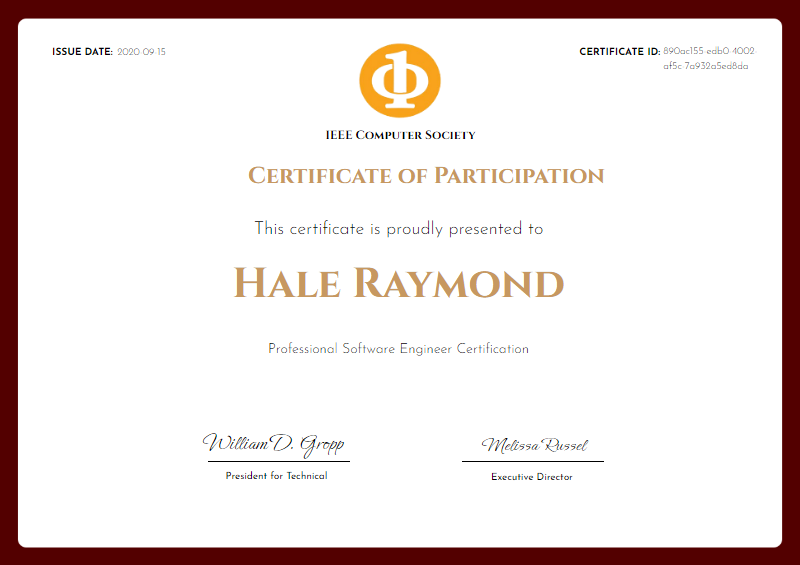 ISSUE DATE: 2020-09-15
CERTIFICATE ID: 890ac155-edb0-4002-
af5c-7a932a5ed8da
IEEE Computer Society
Certificate of Participation
This certificate is proudly presented to
Hale Raymond
Professional Software Engineer Certification
William D. Gropp
Melissa Russel
President for Technical
Executive Director